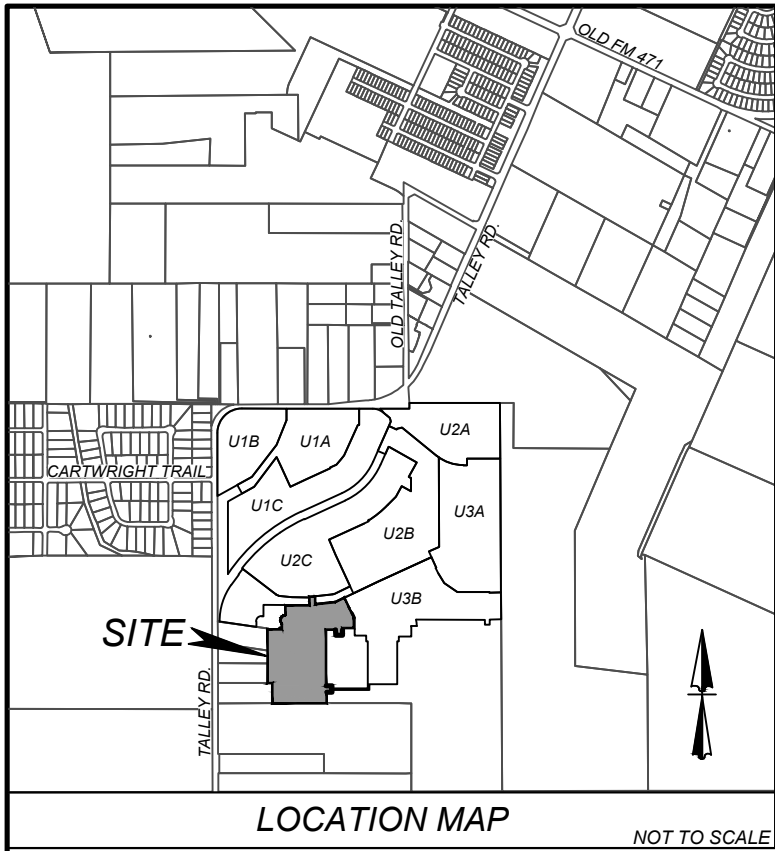 OLD FM 471
OLD TALLEY RD.
TALLEY RD.
U1B
U1A
U2A
CARTWRIGHT TRAIL
U1C
U3A
U2B
U2C
U3B
SITE
TALLEY RD.
LOCATION MAP
NOT TO SCALE